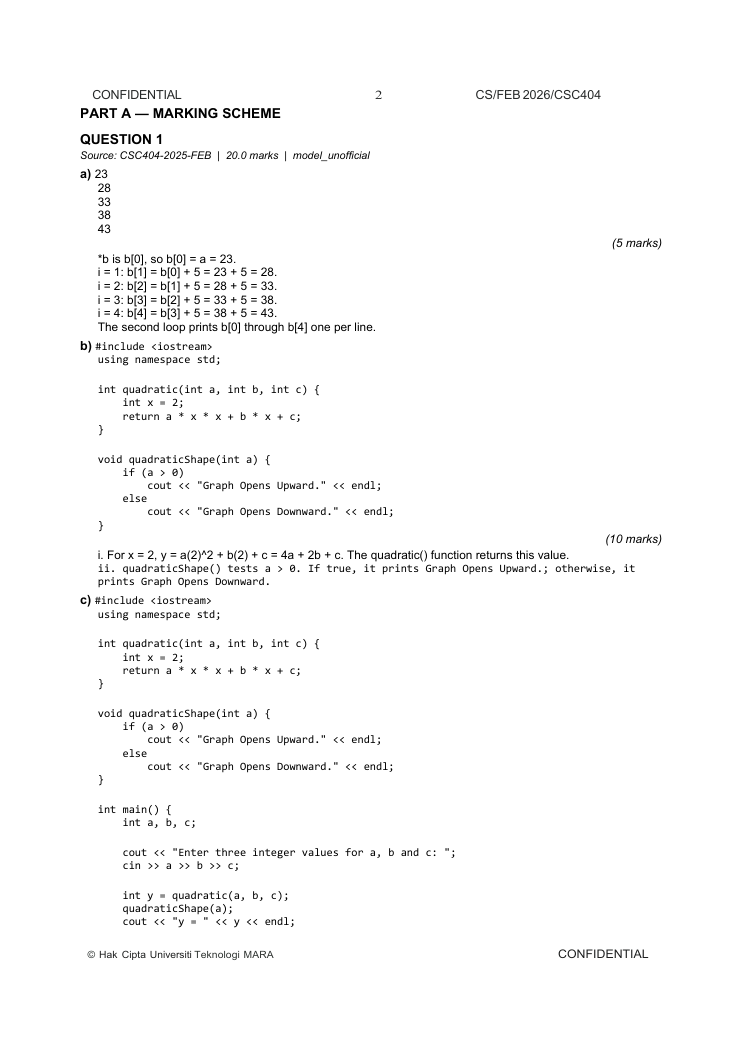 CONFIDENTIAL 2 CS/FEB 2026/CSC404
PART A — MARKING SCHEME
QUESTION 1
Source: CSC404-2025-FEB | 20.0 marks | model_unofficial
a) 23
28
33
38
43
(5 marks)
*b is b[0], so b[0] = a = 23.
i = 1: b[1] = b[0] + 5 = 23 + 5 = 28.
i = 2: b[2] = b[1] + 5 = 28 + 5 = 33.
i = 3: b[3] = b[2] + 5 = 33 + 5 = 38.
i = 4: b[4] = b[3] + 5 = 38 + 5 = 43.
The second loop prints b[0] through b[4] one per line.
b) #include <iostream>
using namespace std;
int quadratic(int a, int b, int c) {
    int x = 2;
    return a * x * x + b * x + c;
}
void quadraticShape(int a) {
    if (a > 0)
        cout << "Graph Opens Upward." << endl;
    else
        cout << "Graph Opens Downward." << endl;
}
(10 marks)
i. For x = 2, y = a(2)^2 + b(2) + c = 4a + 2b + c. The quadratic() function returns this value.
ii. quadraticShape() tests a > 0. If true, it prints Graph Opens Upward.; otherwise, it
prints Graph Opens Downward.
c) #include <iostream>
using namespace std;
int quadratic(int a, int b, int c) {
    int x = 2;
    return a * x * x + b * x + c;
}
void quadraticShape(int a) {
    if (a > 0)
        cout << "Graph Opens Upward." << endl;
    else
        cout << "Graph Opens Downward." << endl;
}
int main() {
    int a, b, c;
    cout << "Enter three integer values for a, b and c: ";
    cin >> a >> b >> c;
    int y = quadratic(a, b, c);
    quadraticShape(a);
    cout << "y = " << y << endl;
© Hak Cipta Universiti Teknologi MARA CONFIDENTIAL